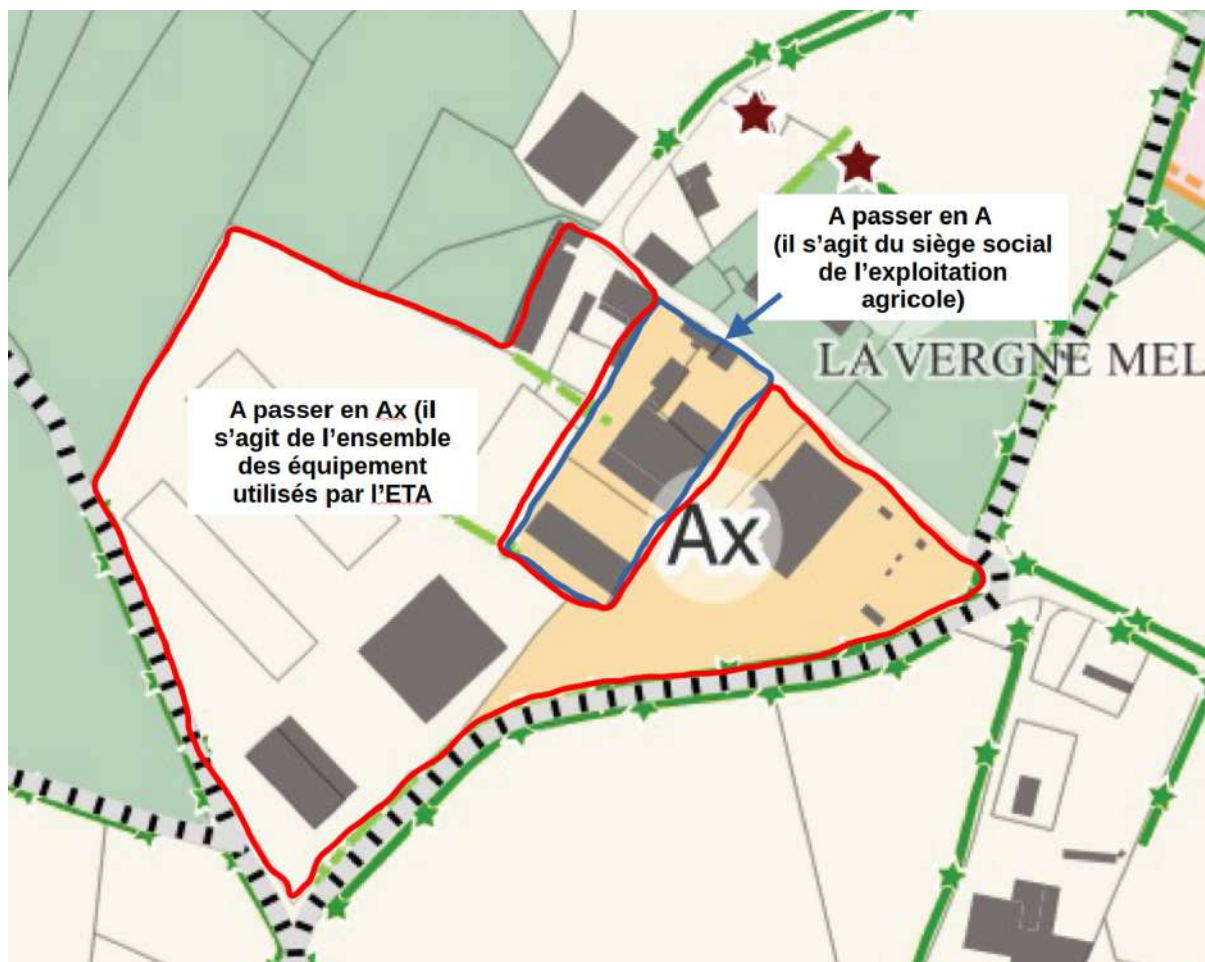 A passer en A
(il s’agit du siège social
de l’exploitation
agricole)
LA VERGNE MEL
A passer en Ax (il
s’agit de l’ensemble
des équipement
utilisés par l’ETA
Ax